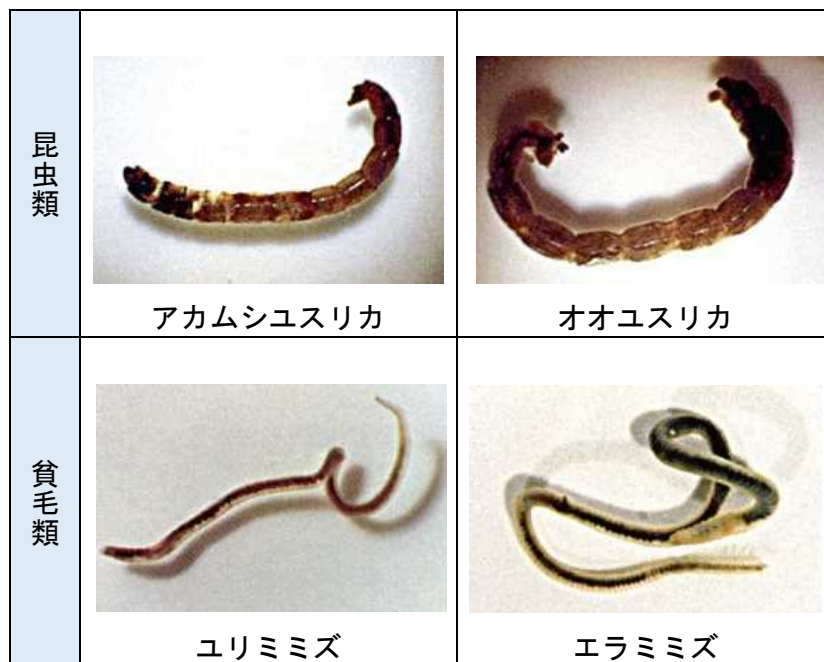 昆虫類
アカムシユスリカ
オオユスリカ
貧毛類
ユリミミズ
エラミミズ